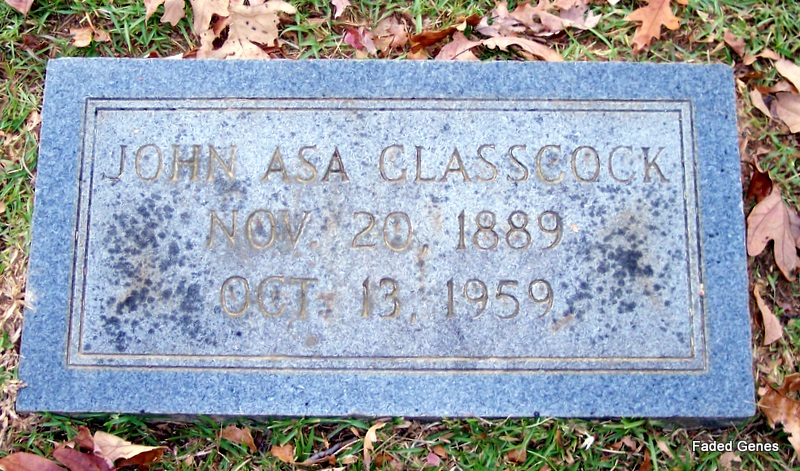 JOHN ASA GLASSCOCK
NOV. 20, 1889
OCT. 13, 1959
Faded Genes